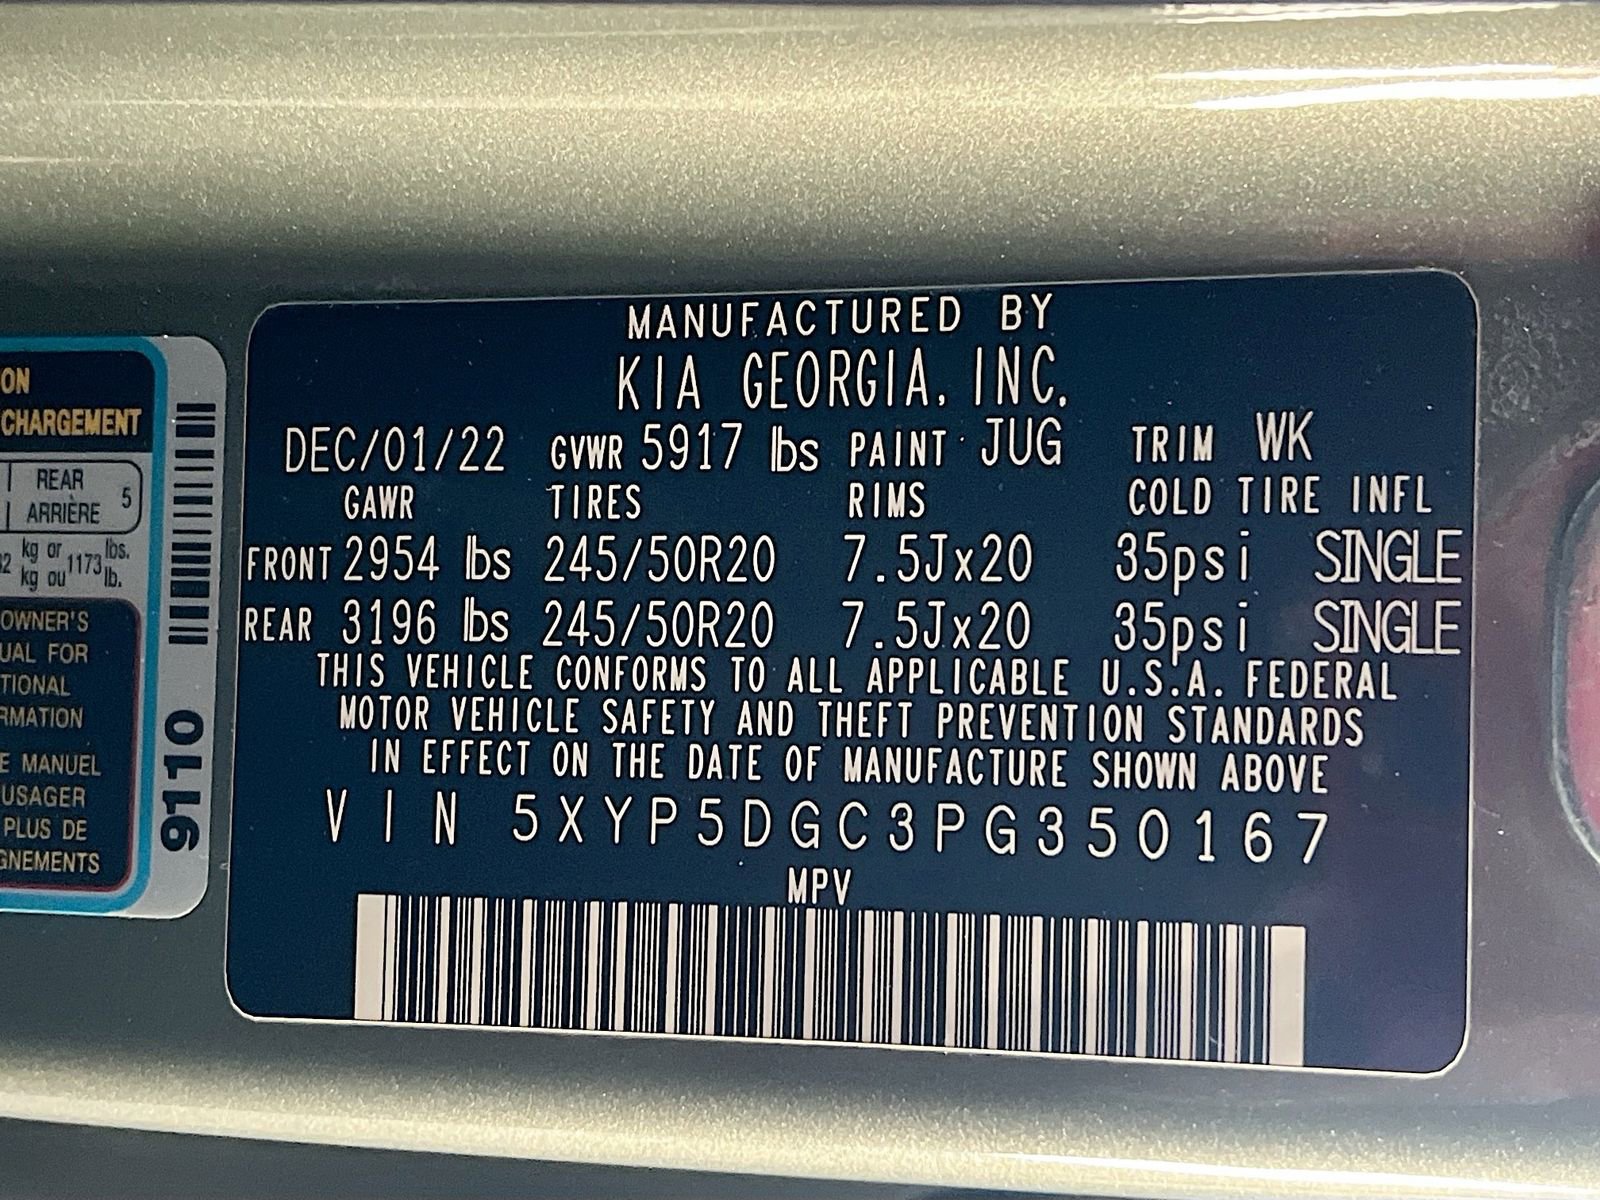 MANUFACTURED BY
KIA GEORGIA, INC.
DEC/01/22 GVWR 5917 lbs PAINT JUG TRIM WK
GAWR TIRES RIMS COLD TIRE INFL
FRONT 2954 lbs 245/50R20 7.5Jx20 35psi SINGLE
REAR 3196 lbs 245/50R20 7.5Jx20 35psi SINGLE
THIS VEHICLE CONFORMS TO ALL APPLICABLE U.S.A. FEDERAL
MOTOR VEHICLE SAFETY AND THEFT PREVENTION STANDARDS
IN EFFECT ON THE DATE OF MANUFACTURE SHOWN ABOVE
VIN 5XYP5DGC3PG350167
MPV
ON
CHARGEMENT
REAR
ARRIÈRE 5
kg or 1173 lbs.
kg ou lb.
OWNER'S
UAL FOR
TIONAL
RMATION
E MANUEL
USAGER
PLUS DE
GNEMENTS
9110